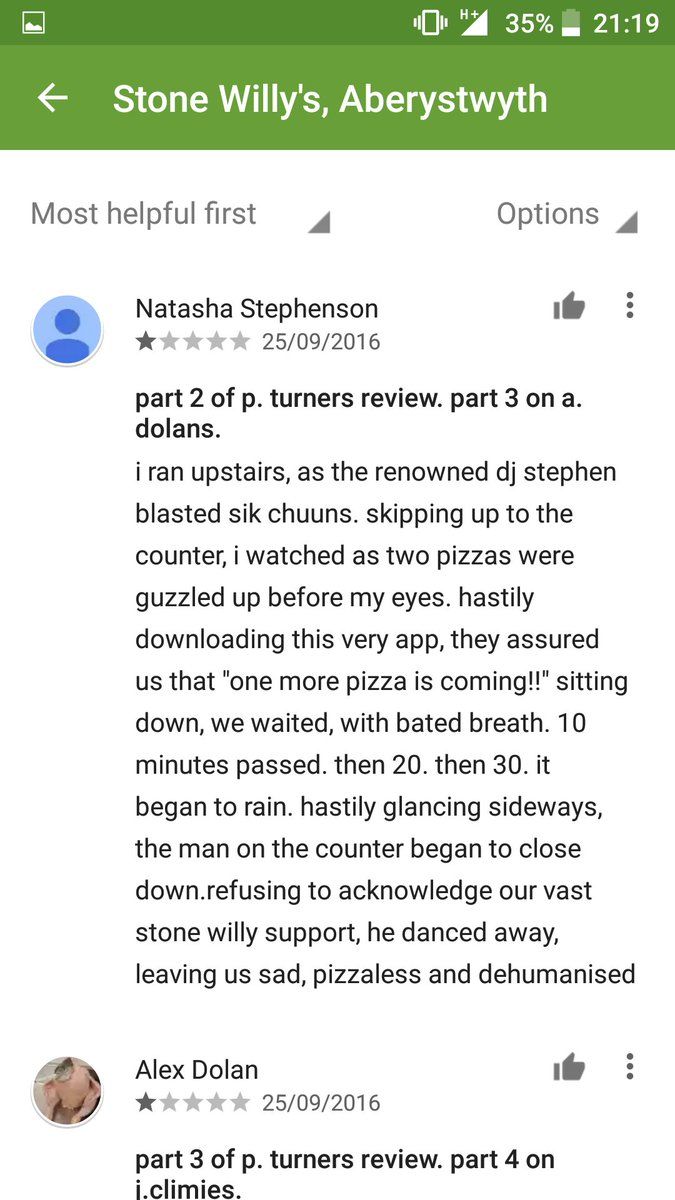 H+ 35% 21:19
Stone Willy's, Aberystwyth
Most helpful first Options
Natasha Stephenson
25/09/2016
part 2 of p. turners review. part 3 on a.
dolans.
i ran upstairs, as the renowned dj stephen
blasted sik chuuns. skipping up to the
counter, i watched as two pizzas were
guzzled up before my eyes. hastily
downloading this very app, they assured
us that "one more pizza is coming!!" sitting
down, we waited, with bated breath. 10
minutes passed. then 20. then 30. it
began to rain. hastily glancing sideways,
the man on the counter began to close
down.refusing to acknowledge our vast
stone willy support, he danced away,
leaving us sad, pizzaless and dehumanised
Alex Dolan
25/09/2016
part 3 of p. turners review. part 4 on
j.climies.